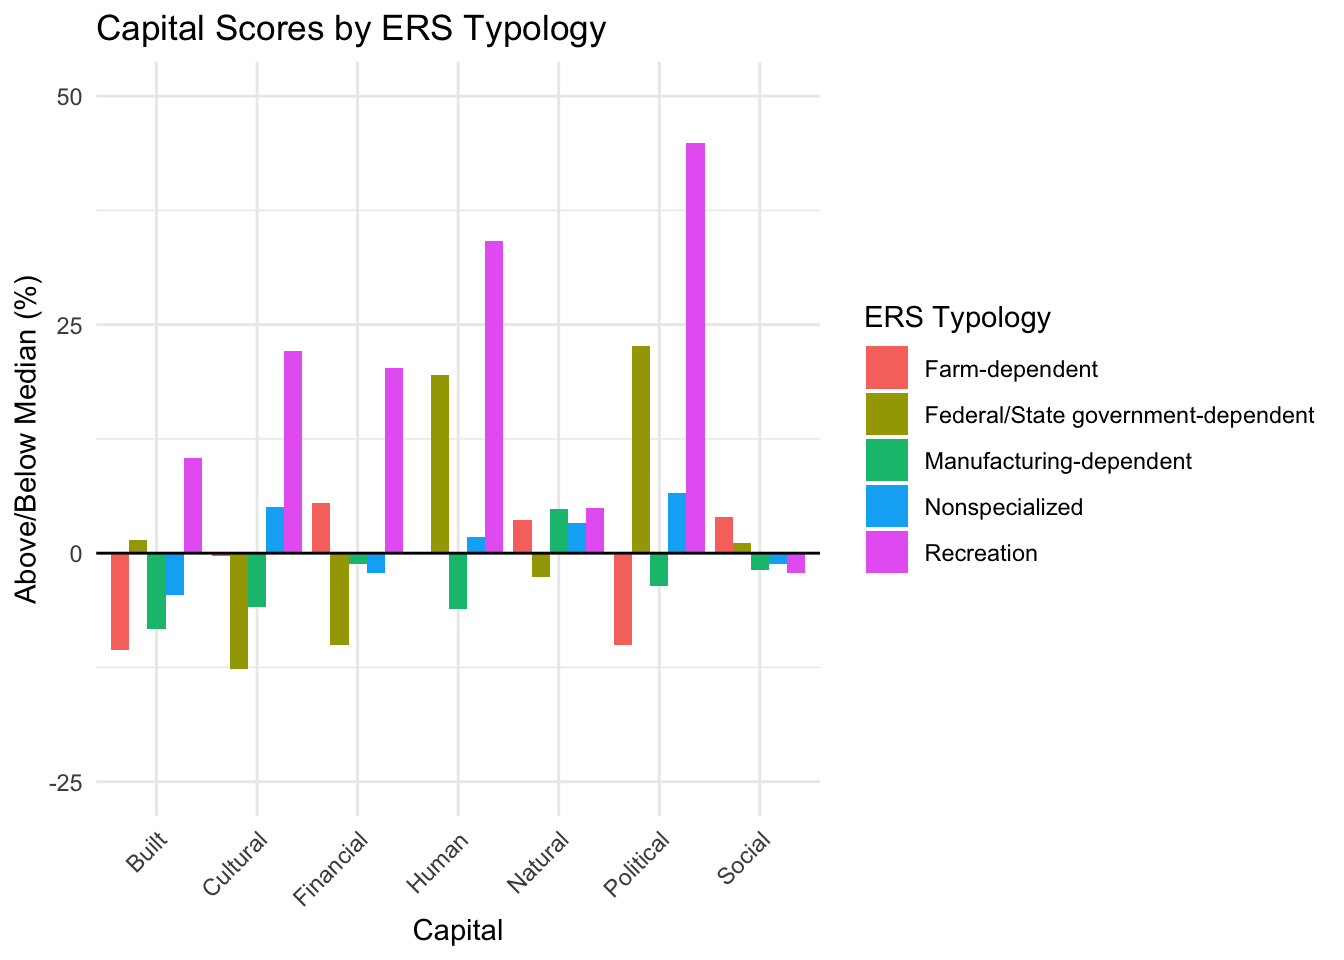 Capital Scores by ERS Typology
Above/Below Median (%)
50
25
0
-25
Built
Cultural
Financial
Human
Natural
Political
Social
Capital
ERS Typology
Farm-dependent
Federal/State government-dependent
Manufacturing-dependent
Nonspecialized
Recreation